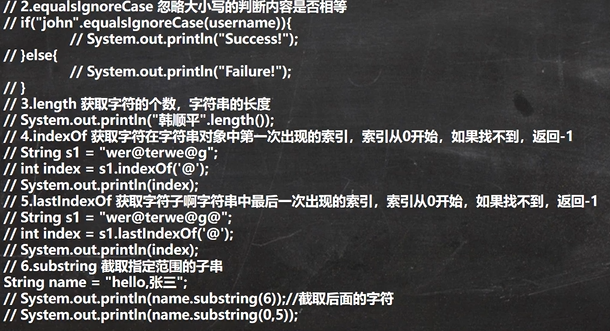 // 2.equalsIgnoreCase 忽略大小写的判断内容是否相等
// if("john".equalsIgnoreCase(username)){
// System.out.println("Success!");
// }else{
// System.out.println("Failure!");
// }
// 3.length 获取字符的个数，字符串的长度
// System.out.println("韩顺平".length());
// 4.indexOf 获取字符在字符串对象中第一次出现的索引，索引从0开始，如果找不到，返回-1
// String s1 = "wer@terwe@g";
// int index = s1.indexOf('@');
// System.out.println(index);
// 5.lastIndexOf 获取字符子啊字符串中最后一次出现的索引，索引从0开始，如果找不到，返回-1
// String s1 = "wer@terwe@g@";
// int index = s1.lastIndexOf('@');
// System.out.println(index);
// 6.substring 截取指定范围的子串
String name = "hello,张三";
// System.out.println(name.substring(6));//截取后面的字符
// System.out.println(name.substring(0,5));